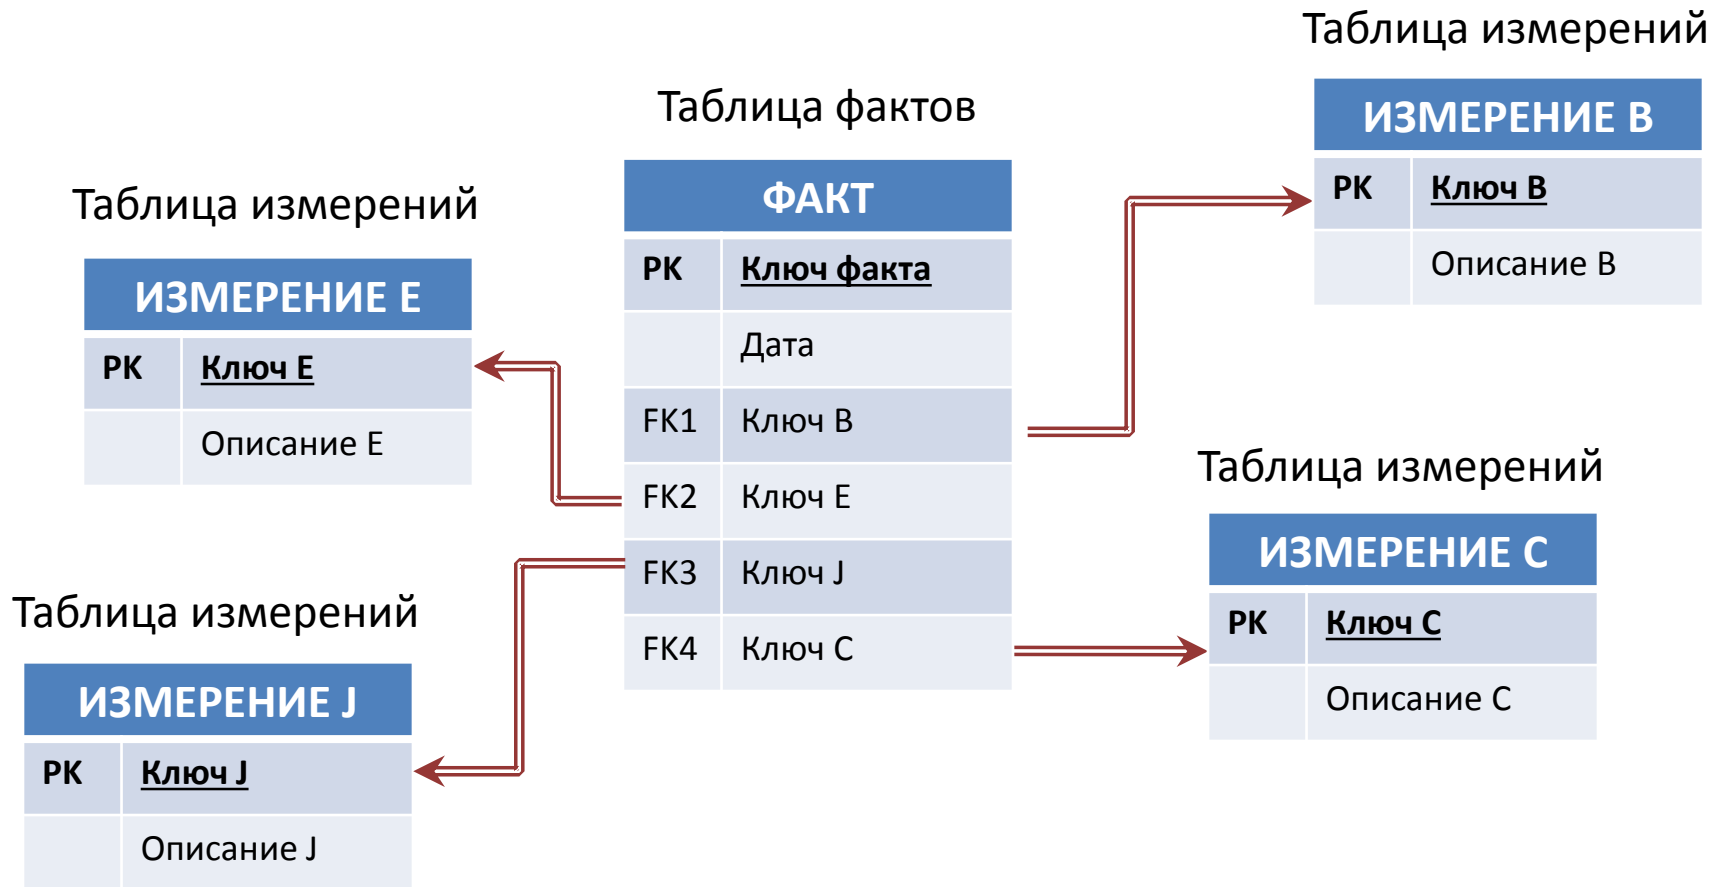 Таблица измерений
ИЗМЕРЕНИЕ E
PK Ключ E
Описание E
Таблица измерений
ИЗМЕРЕНИЕ J
PK Ключ J
Описание J
Таблица фактов
ФАКТ
PK Ключ факта
Дата
FK1 Ключ B
FK2 Ключ E
FK3 Ключ J
FK4 Ключ C
Таблица измерений
ИЗМЕРЕНИЕ B
PK Ключ B
Описание B
Таблица измерений
ИЗМЕРЕНИЕ C
PK Ключ C
Описание C